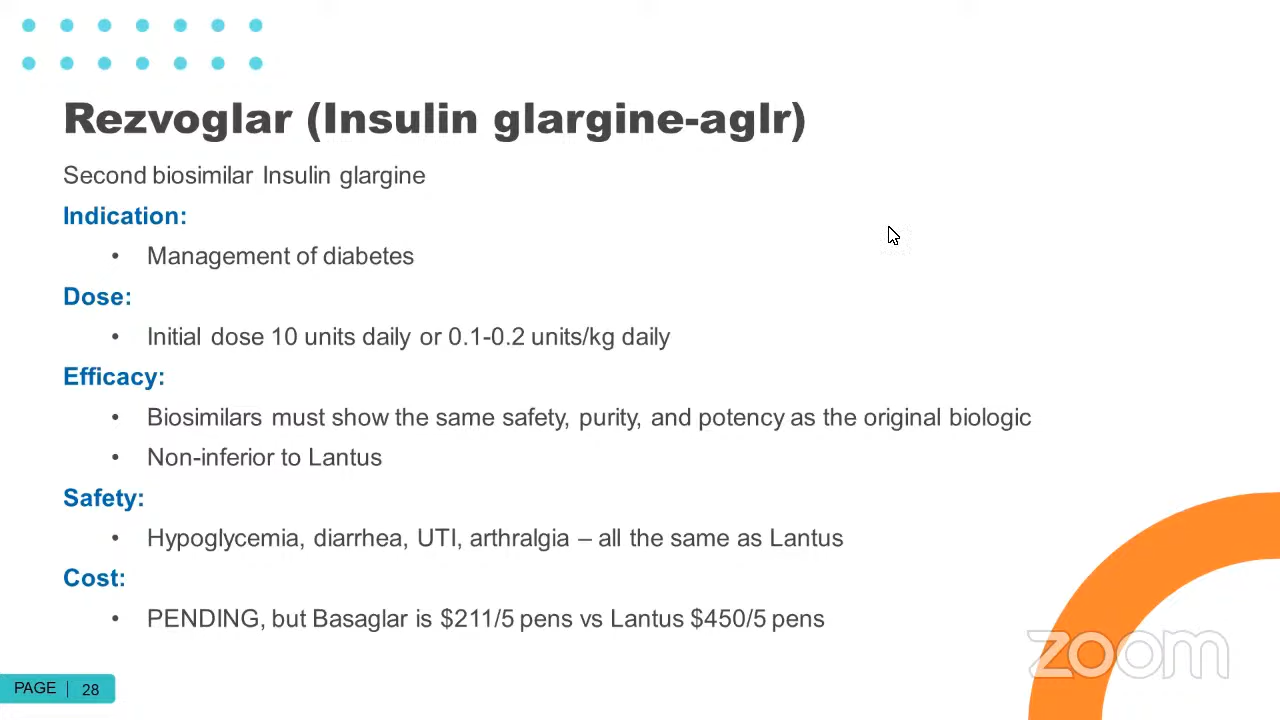 Rezvoglar (Insulin glargine-aglr)
Second biosimilar Insulin glargine
Indication:
• Management of diabetes
Dose:
• Initial dose 10 units daily or 0.1-0.2 units/kg daily
Efficacy:
• Biosimilars must show the same safety, purity, and potency as the original biologic
• Non-inferior to Lantus
Safety:
• Hypoglycemia, diarrhea, UTI, arthralgia – all the same as Lantus
Cost:
• PENDING, but Basaglar is $211/5 pens vs Lantus $450/5 pens
zoom
PAGE | 28